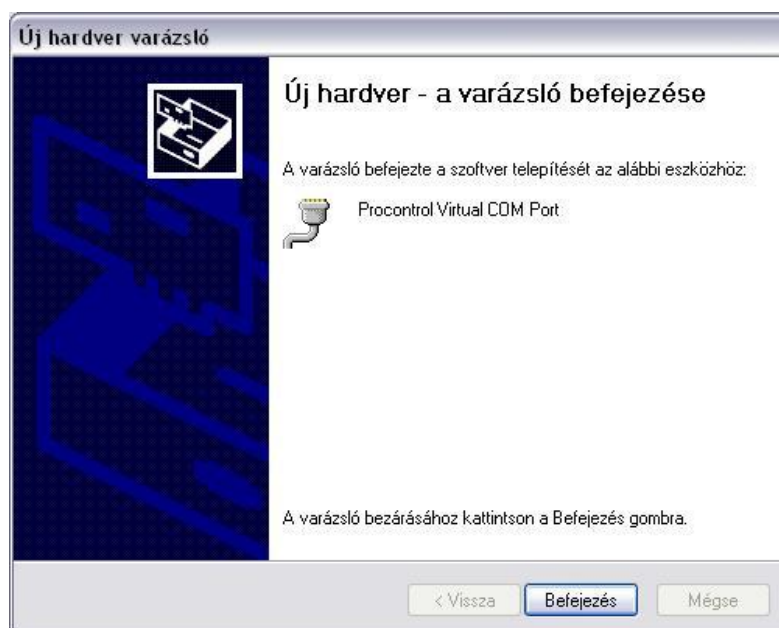 Új hardver varázsló
Új hardver - a varázsló befejezése
A varázsló befejezte a szoftver telepítését az alábbi eszközhöz:
Procontrol Virtual COM Port
A varázsló bezárásához kattintson a Befejezés gombra.
< Vissza
Befejezés
Mégse